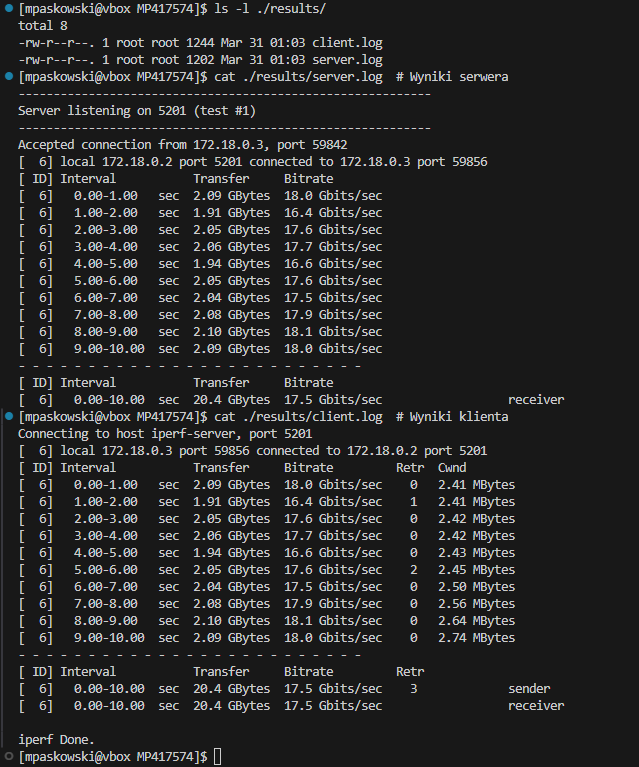 [mpaskowski@vbox MP417574]$ ls -l ./results/
total 8
-rw-r--r--. 1 root root 1244 Mar 31 01:03 client.log
-rw-r--r--. 1 root root 1202 Mar 31 01:03 server.log
[mpaskowski@vbox MP417574]$ cat ./results/server.log  # Wyniki serwera
-----------------------------------------------------------
Server listening on 5201 (test #1)
-----------------------------------------------------------
Accepted connection from 172.18.0.3, port 59842
[  6] local 172.18.0.2 port 5201 connected to 172.18.0.3 port 59856
[ ID] Interval           Transfer     Bitrate
[  6]   0.00-1.00   sec  2.09 GBytes  18.0 Gbits/sec
[  6]   1.00-2.00   sec  1.91 GBytes  16.4 Gbits/sec
[  6]   2.00-3.00   sec  2.05 GBytes  17.6 Gbits/sec
[  6]   3.00-4.00   sec  2.06 GBytes  17.7 Gbits/sec
[  6]   4.00-5.00   sec  1.94 GBytes  16.6 Gbits/sec
[  6]   5.00-6.00   sec  2.05 GBytes  17.6 Gbits/sec
[  6]   6.00-7.00   sec  2.04 GBytes  17.5 Gbits/sec
[  6]   7.00-8.00   sec  2.08 GBytes  17.9 Gbits/sec
[  6]   8.00-9.00   sec  2.10 GBytes  18.1 Gbits/sec
[  6]   9.00-10.00  sec  2.09 GBytes  18.0 Gbits/sec
- - - - - - - - - - - - - - - - - - - - - - - - -
[ ID] Interval           Transfer     Bitrate
[  6]   0.00-10.00  sec  20.4 GBytes  17.5 Gbits/sec                  receiver
[mpaskowski@vbox MP417574]$ cat ./results/client.log  # Wyniki klienta
Connecting to host iperf-server, port 5201
[  6] local 172.18.0.3 port 59856 connected to 172.18.0.2 port 5201
[ ID] Interval           Transfer     Bitrate         Retr  Cwnd
[  6]   0.00-1.00   sec  2.09 GBytes  18.0 Gbits/sec    0   2.41 MBytes
[  6]   1.00-2.00   sec  1.91 GBytes  16.4 Gbits/sec    1   2.41 MBytes
[  6]   2.00-3.00   sec  2.05 GBytes  17.6 Gbits/sec    0   2.42 MBytes
[  6]   3.00-4.00   sec  2.06 GBytes  17.7 Gbits/sec    0   2.42 MBytes
[  6]   4.00-5.00   sec  1.94 GBytes  16.6 Gbits/sec    0   2.43 MBytes
[  6]   5.00-6.00   sec  2.05 GBytes  17.6 Gbits/sec    2   2.45 MBytes
[  6]   6.00-7.00   sec  2.04 GBytes  17.5 Gbits/sec    0   2.50 MBytes
[  6]   7.00-8.00   sec  2.08 GBytes  17.9 Gbits/sec    0   2.56 MBytes
[  6]   8.00-9.00   sec  2.10 GBytes  18.1 Gbits/sec    0   2.64 MBytes
[  6]   9.00-10.00  sec  2.09 GBytes  18.0 Gbits/sec    0   2.74 MBytes
- - - - - - - - - - - - - - - - - - - - - - - - -
[ ID] Interval           Transfer     Bitrate         Retr
[  6]   0.00-10.00  sec  20.4 GBytes  17.5 Gbits/sec    3             sender
[  6]   0.00-10.00  sec  20.4 GBytes  17.5 Gbits/sec                  receiver
iperf Done.
[mpaskowski@vbox MP417574]$